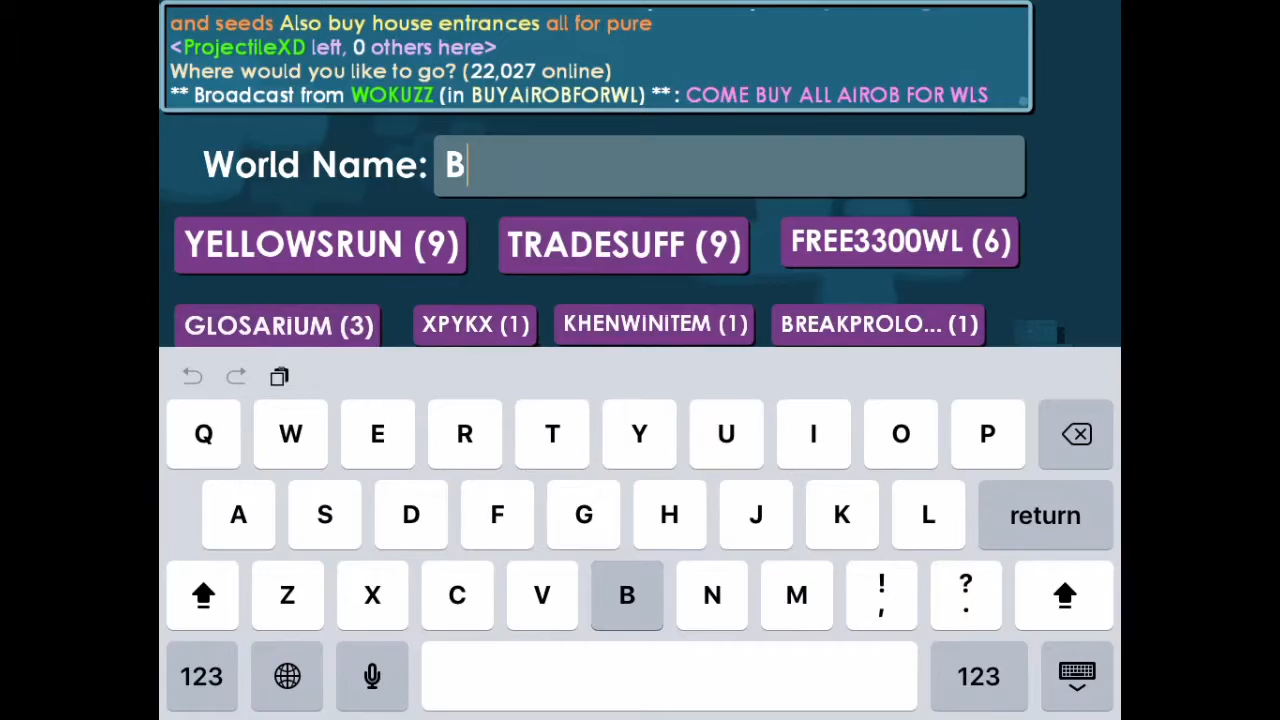 and seeds Also buy house entrances all for pure
<ProjectileXD left, 0 others here>
Where would you like to go? (22,027 online)
** Broadcast from WOKUZZ (in BUYAiROBFORWL) ** : COME BUY ALL AiROB FOR WLS
World Name: B
YELLOWSRUN (9) TRADESUFF (9) FREE3300WL (6)
GLOSARiUM (3) XPYKX (1) KHENWiNiTEM (1) BREAKPROLO... (1)
Q W E R T Y U I O P
A S D F G H J K L return
Z X C V B N M ! , ? .
123 123